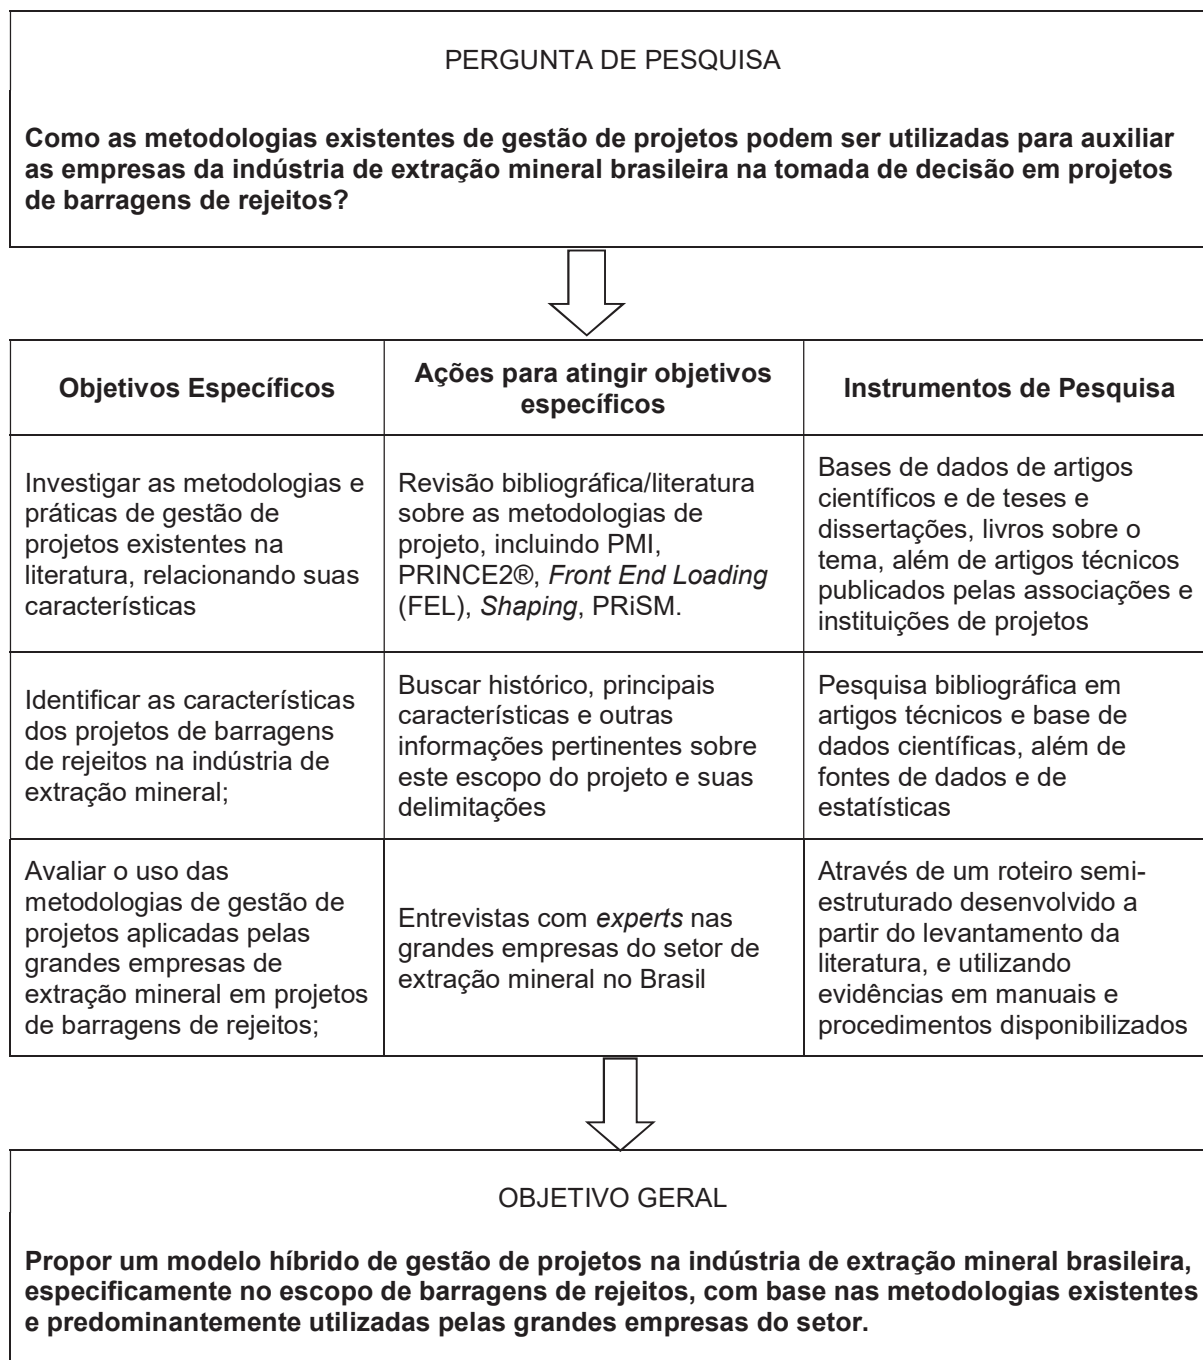 PERGUNTA DE PESQUISA
Como as metodologias existentes de gestão de projetos podem ser utilizadas para auxiliar
as empresas da indústria de extração mineral brasileira na tomada de decisão em projetos
de barragens de rejeitos?
Objetivos Específicos
Ações para atingir objetivos
específicos
Instrumentos de Pesquisa
Investigar as metodologias e
práticas de gestão de
projetos existentes na
literatura, relacionando suas
características
Revisão bibliográfica/literatura
sobre as metodologias de
projeto, incluindo PMI,
PRINCE2®, Front End Loading
(FEL), Shaping, PRiSM.
Bases de dados de artigos
científicos e de teses e
dissertações, livros sobre o
tema, além de artigos técnicos
publicados pelas associações e
instituições de projetos
Identificar as características
dos projetos de barragens
de rejeitos na indústria de
extração mineral;
Buscar histórico, principais
características e outras
informações pertinentes sobre
este escopo do projeto e suas
delimitações
Pesquisa bibliográfica em
artigos técnicos e base de
dados científicas, além de
fontes de dados e de
estatísticas
Avaliar o uso das
metodologias de gestão de
projetos aplicadas pelas
grandes empresas de
extração mineral em projetos
de barragens de rejeitos;
Entrevistas com experts nas
grandes empresas do setor de
extração mineral no Brasil
Através de um roteiro semi-
estruturado desenvolvido a
partir do levantamento da
literatura, e utilizando
evidências em manuais e
procedimentos disponibilizados
OBJETIVO GERAL
Propor um modelo híbrido de gestão de projetos na indústria de extração mineral brasileira,
especificamente no escopo de barragens de rejeitos, com base nas metodologias existentes
e predominantemente utilizadas pelas grandes empresas do setor.